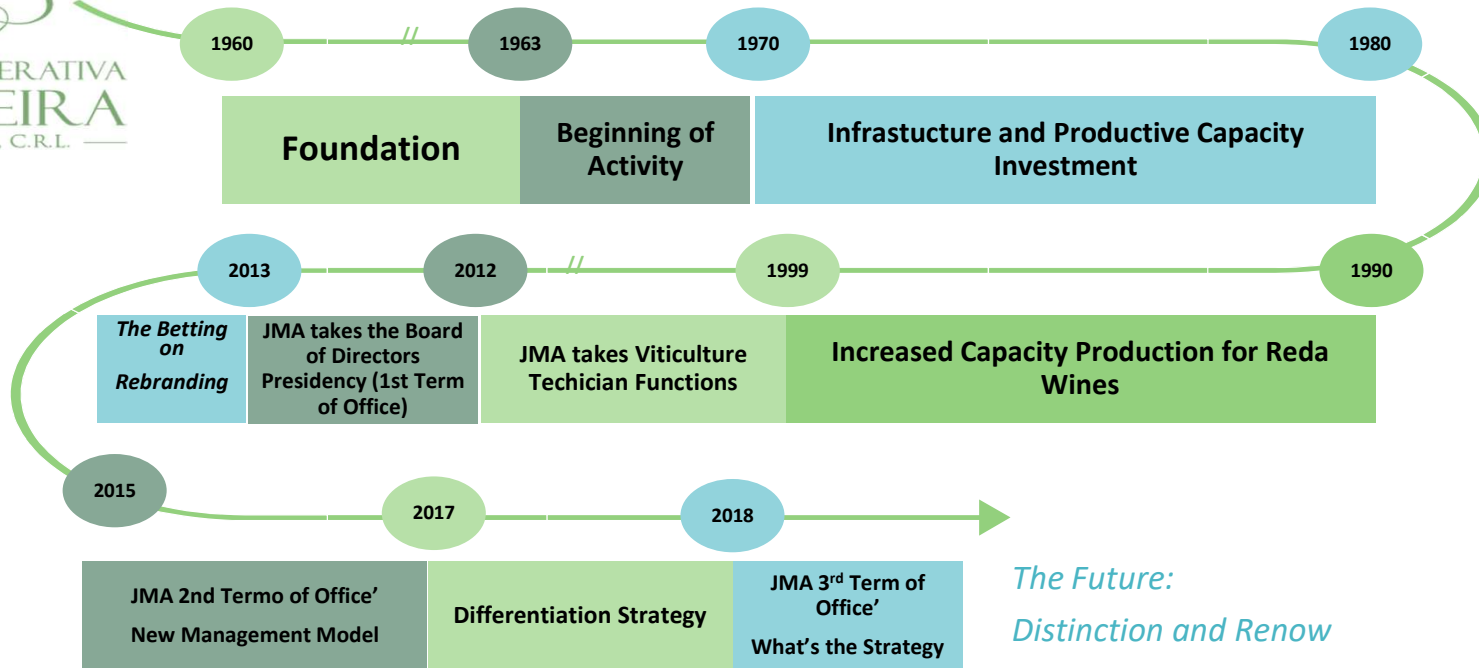 ERATIVA
EIRA
C.R.L.
1960
//
1963
1970
1980
Foundation
Beginning of
Activity
Infrastucture and Productive Capacity
Investment
2013
2012
//
1999
1990
The Betting
on
Rebranding
JMA takes the Board
of Directors
Presidency (1st Term
of Office)
JMA takes Viticulture
Techician Functions
Increased Capacity Production for Reda
Wines
2015
2017
2018
JMA 2nd Termo of Office’
New Management Model
Differentiation Strategy
JMA 3rd Term of
Office’
What’s the Strategy
The Future:
Distinction and Renow